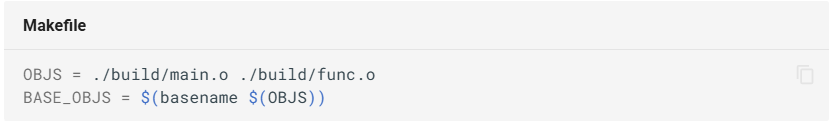 Makefile
OBJS = ./build/main.o ./build/func.o
BASE_OBJS = $(basename $(OBJS))